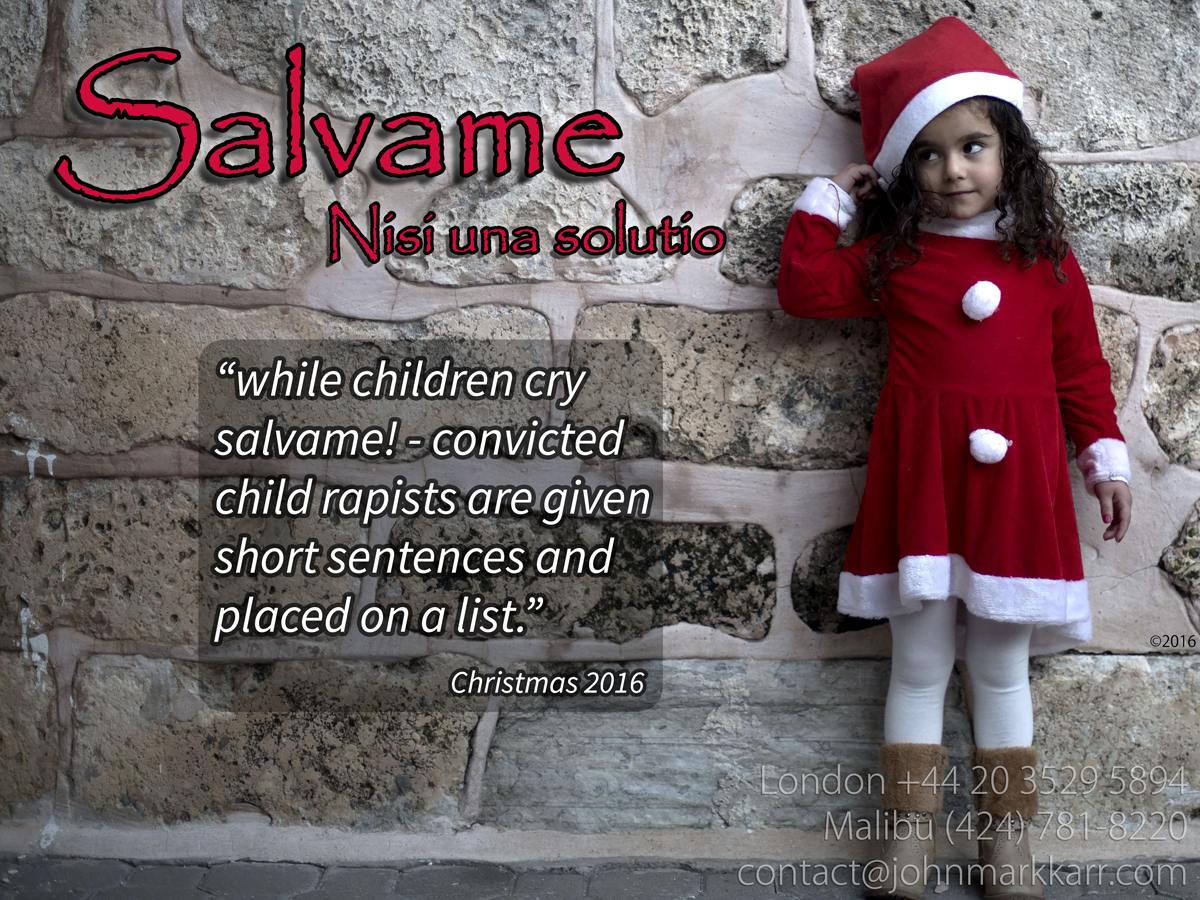 Salvame
Nisi una solutio
“while children cry
salvame! - convicted
child rapists are given
short sentences and
placed on a list.”
Christmas 2016
©2016
London +44 20 3529 5894
Malibu (424) 781-8220
contact@johnmarkkarr.com